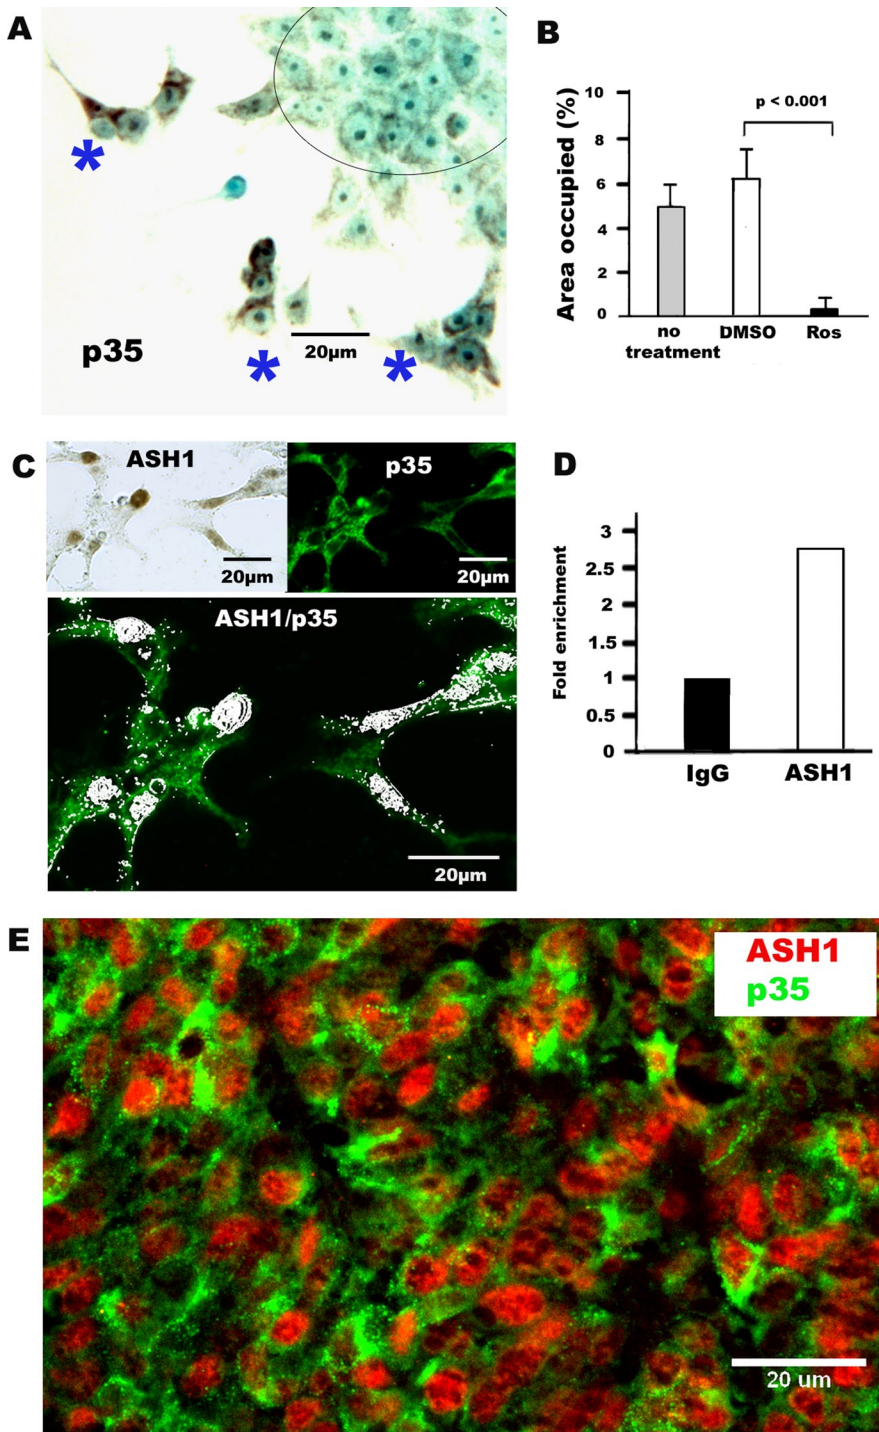 A
*
*
*
20µm
p35
B
Area occupied (%)
10
8
6
4
2
0
p < 0.001
no
treatment
DMSO
Ros
C
ASH1
20µm
p35
20µm
ASH1/p35
20µm
D
Fold enrichment
3
2.5
2
1.5
1
0.5
0
IgG
ASH1
E
ASH1
p35
20 um